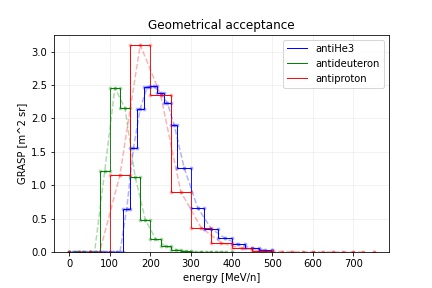 Geometrical acceptance
antiHe3
antideuteron
antiproton
GRASP [m^2 sr]
3.0
2.5
2.0
1.5
1.0
0.5
0.0
0 100 200 300 400 500 600 700
energy [MeV/n]